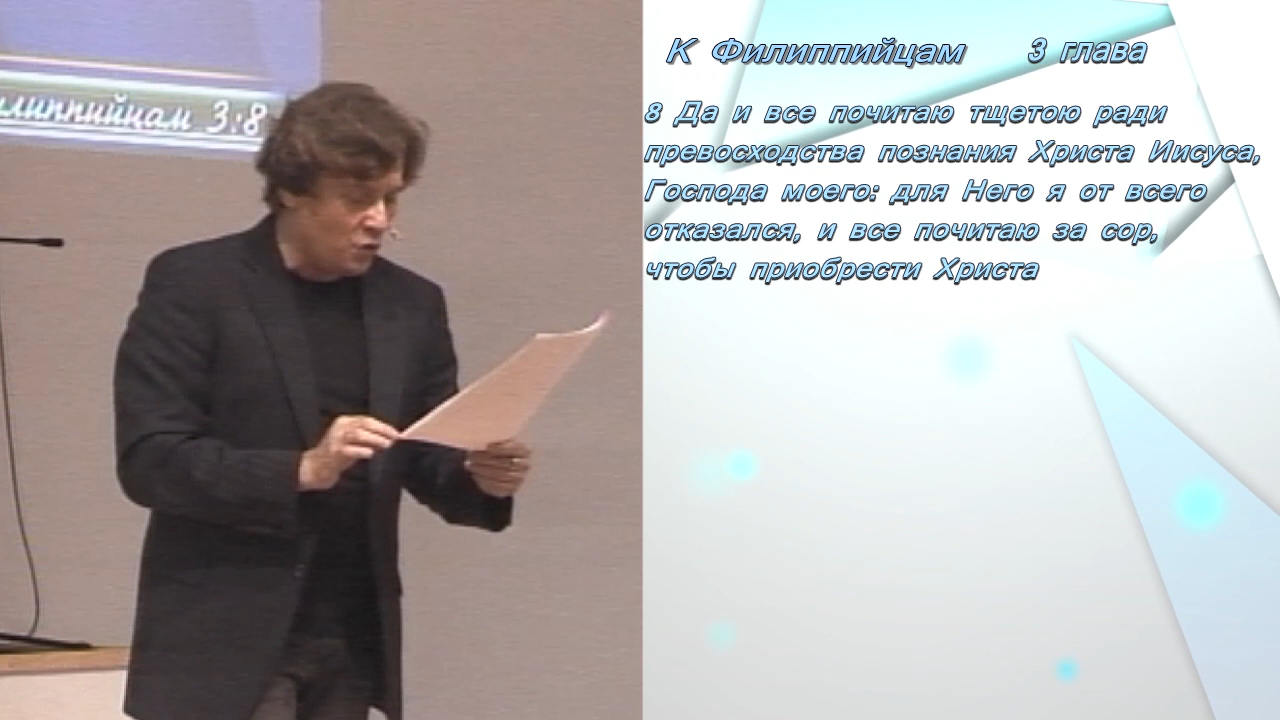 илиппийцам 3:8
К Филиппийцам 3 глава
8 Да и все почитаю тщетою ради
превосходства познания Христа Иисуса,
Господа моего: для Него я от всего
отказался, и все почитаю за сор,
чтобы приобрести Христа